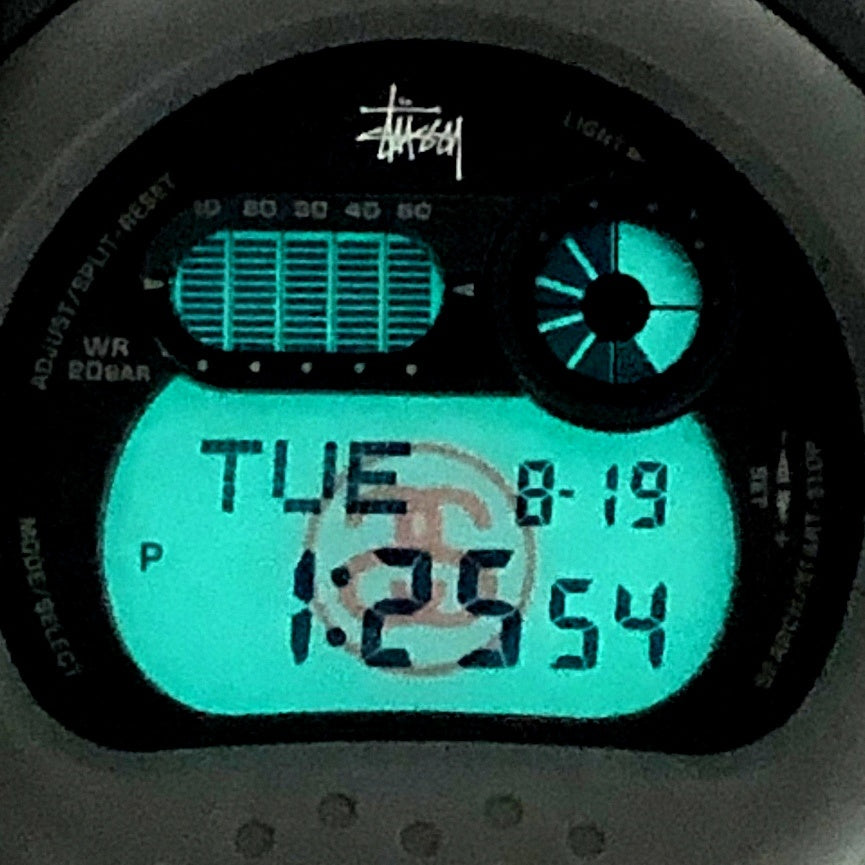 STÜSSY
LIGHT
10 20 30 40 50
ADJUST/SPLIT·RESET
WR
20BAR
TUE 8-19
P 1:25 54
SET
- +
MODE/SELECT
SEARCH/START·STOP